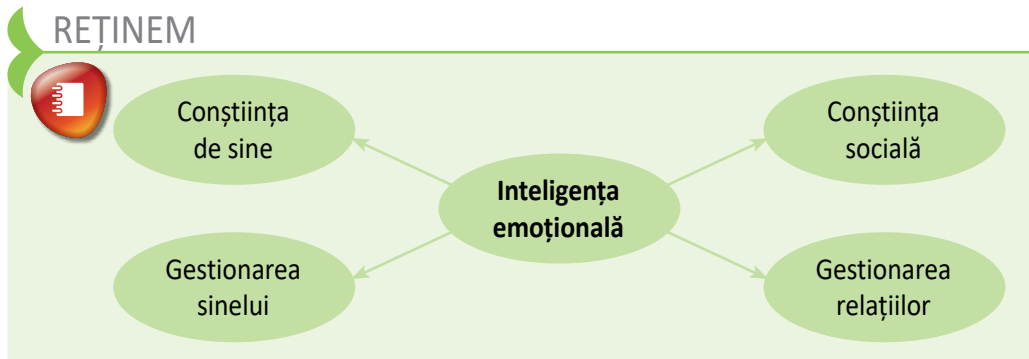 REȚINEM
Conștiința
de sine
Conștiința
socială
Inteligența
emoțională
Gestionarea
sinelui
Gestionarea
relațiilor